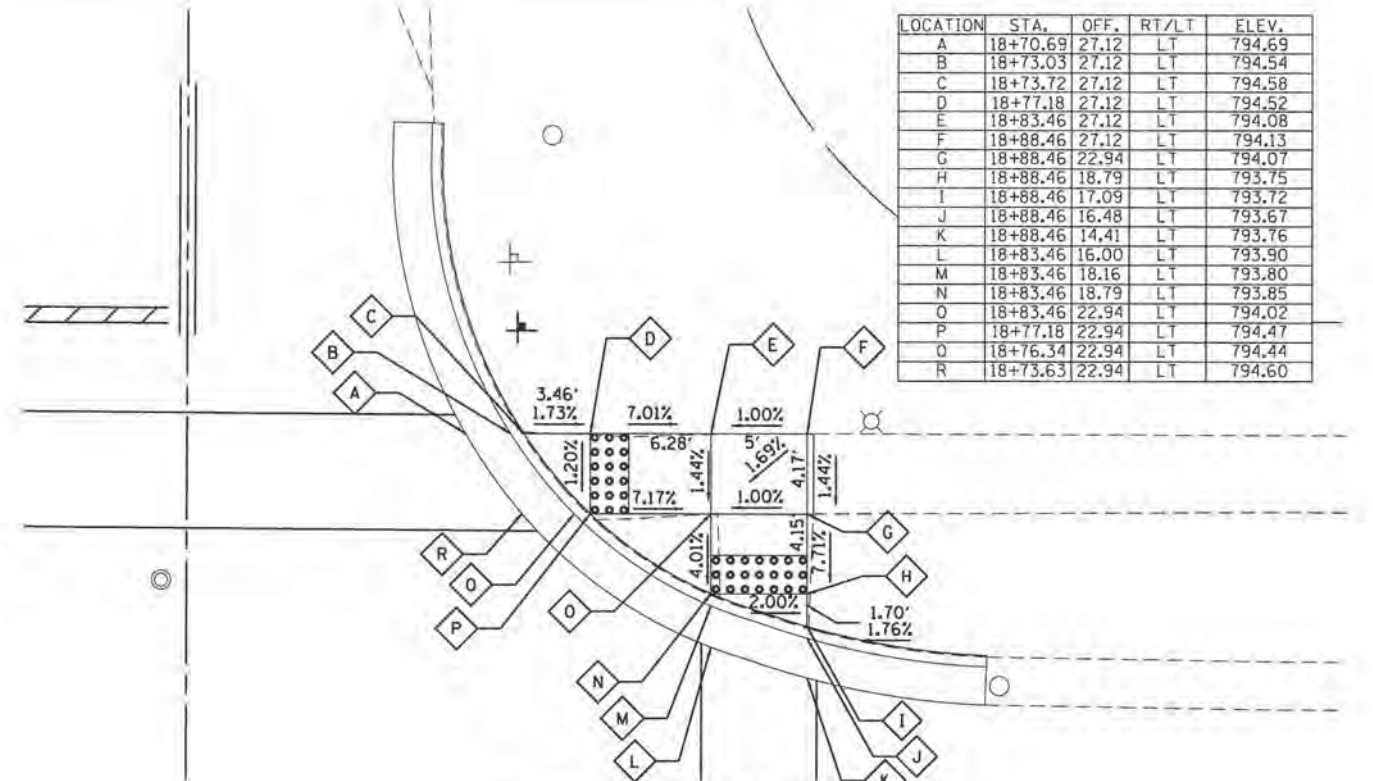 LOCATION STA. OFF. RT/LT ELEV.
A 18+70.69 27.12 LT 794.69
B 18+73.03 27.12 LT 794.54
C 18+73.72 27.12 LT 794.58
D 18+77.18 27.12 LT 794.52
E 18+83.46 27.12 LT 794.08
F 18+88.46 27.12 LT 794.13
G 18+88.46 22.94 LT 794.07
H 18+88.46 18.79 LT 793.75
I 18+88.46 17.09 LT 793.72
J 18+88.46 16.48 LT 793.67
K 18+88.46 14.41 LT 793.76
L 18+83.46 16.00 LT 793.90
M 18+83.46 18.16 LT 793.80
N 18+83.46 18.79 LT 793.85
O 18+83.46 22.94 LT 794.02
P 18+77.18 22.94 LT 794.47
Q 18+76.34 22.94 LT 794.44
R 18+73.63 22.94 LT 794.60
C
B
A
D
E
F
3.46'
1.73%
7.01%
1.00%
6.28'
5'
1.20%
1.44%
1.69%
4.17'
1.44%
7.17%
1.00%
4.01%
4.15'
7.71%
2.00%
1.70'
1.76%
R
Q
P
O
G
H
N
M
L
I
J
K